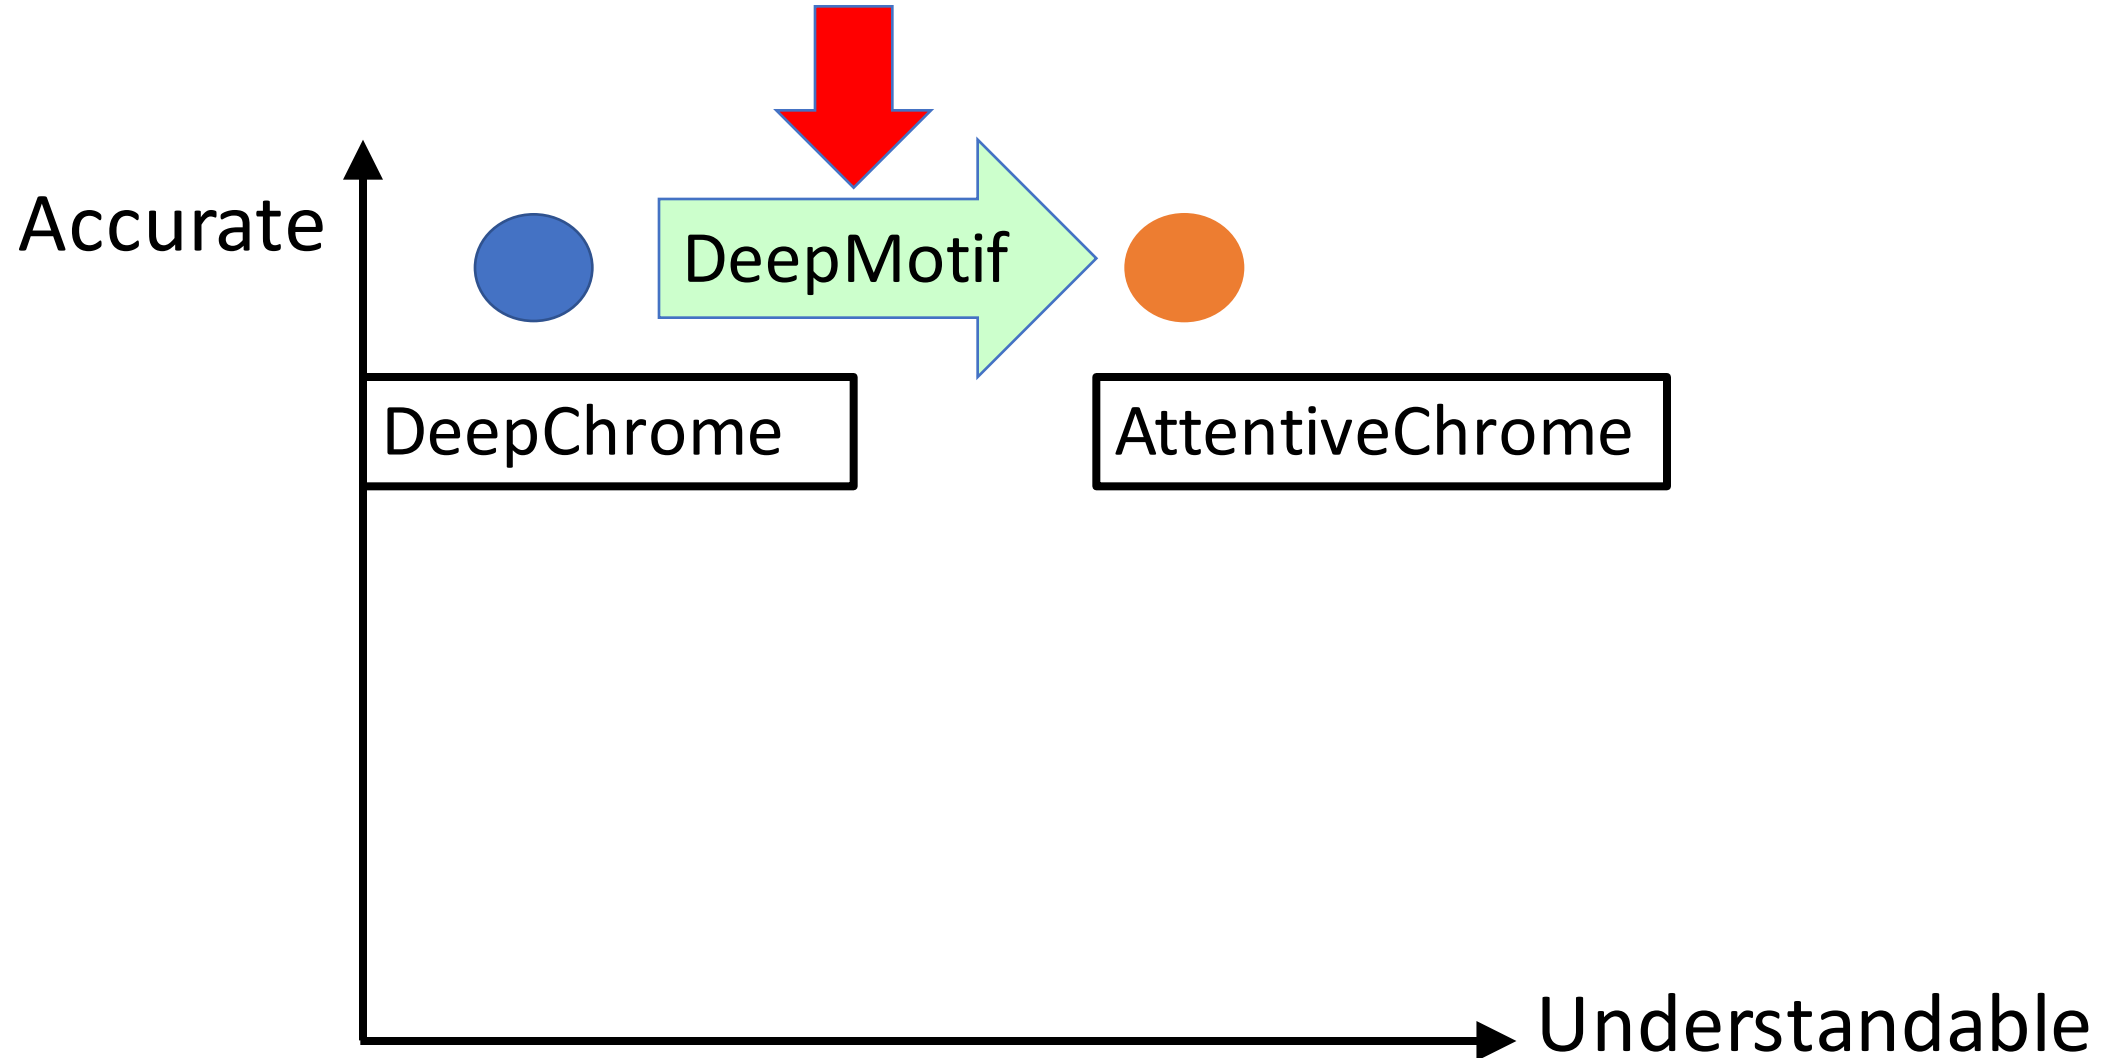 Accurate
DeepMotif
DeepChrome
AttentiveChrome
Understandable